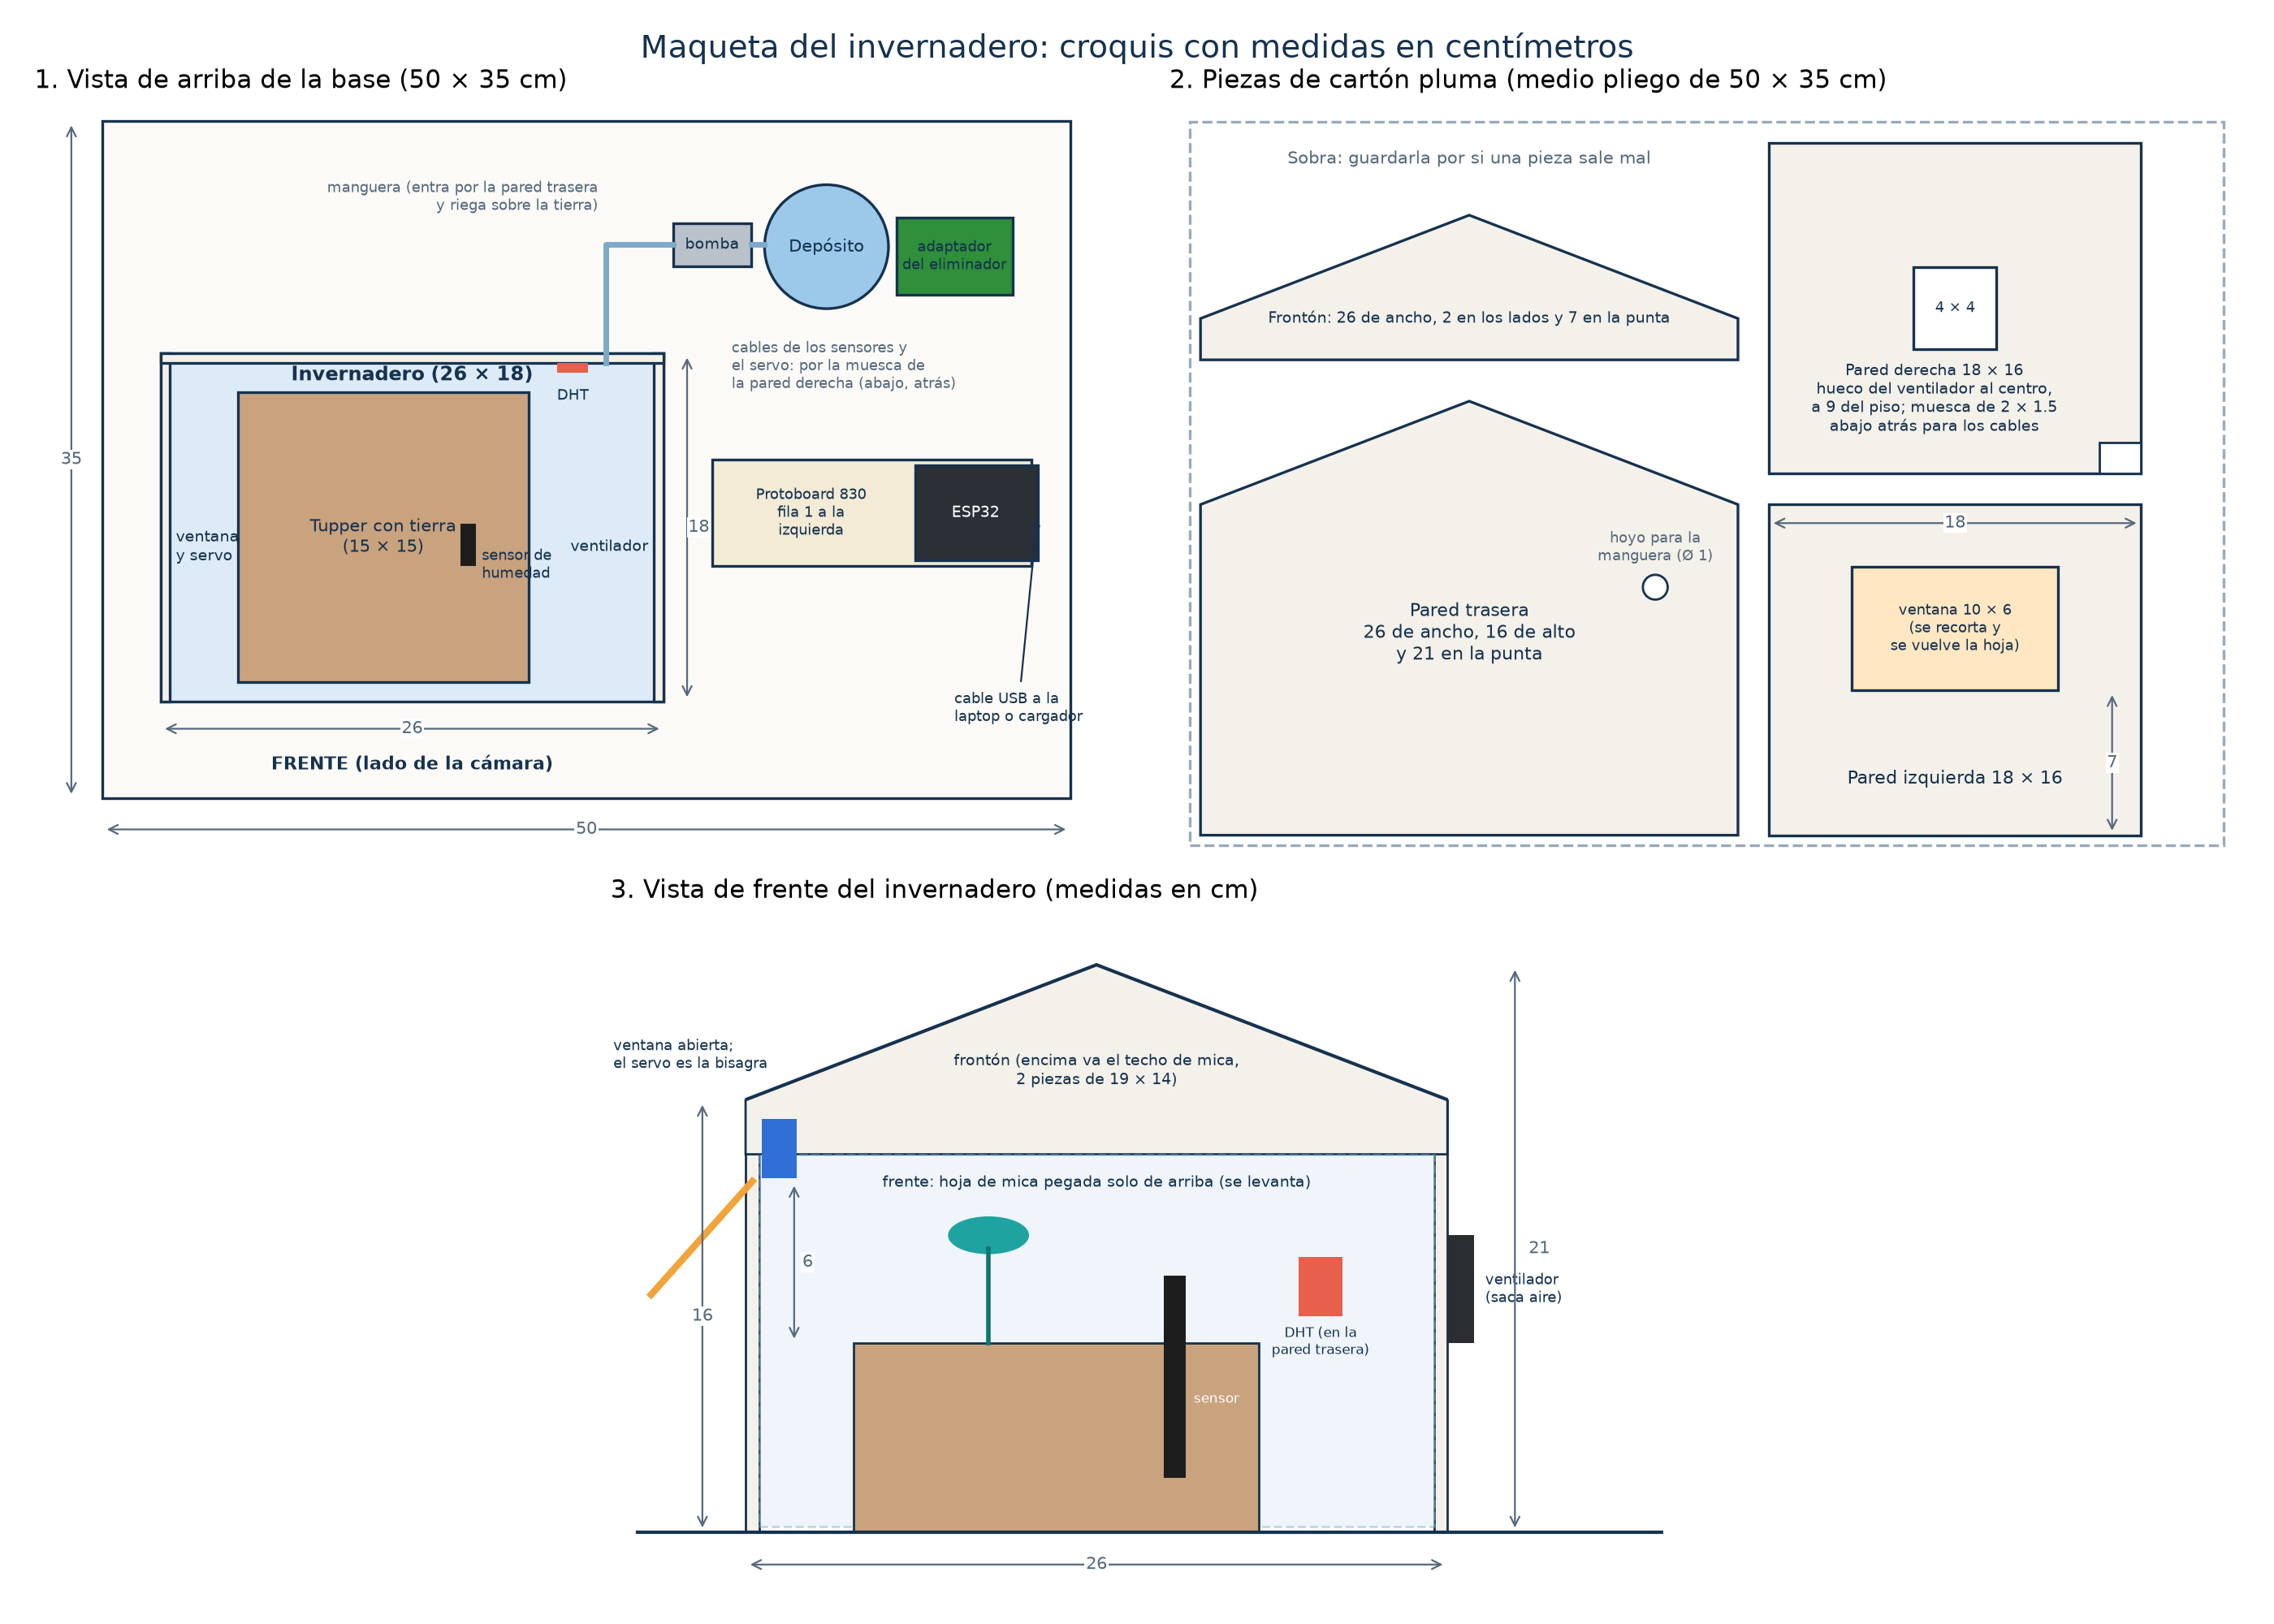 Maqueta del invernadero: croquis con medidas en centímetros
1. Vista de arriba de la base (50 × 35 cm)
manguera (entra por la pared trasera
y riega sobre la tierra)
bomba
Depósito
adaptador
del eliminador
cables de los sensores y
el servo: por la muesca de
la pared derecha (abajo, atrás)
Invernadero (26 × 18)
DHT
35
Protoboard 830
fila 1 a la
izquierda
ESP32
ventana
y servo
Tupper con tierra
(15 × 15)
sensor de
humedad
ventilador
18
cable USB a la
laptop o cargador
26
FRENTE (lado de la cámara)
50
2. Piezas de cartón pluma (medio pliego de 50 × 35 cm)
Sobra: guardarla por si una pieza sale mal
Frontón: 26 de ancho, 2 en los lados y 7 en la punta
4 × 4
Pared derecha 18 × 16
hueco del ventilador al centro,
a 9 del piso; muesca de 2 × 1.5
abajo atrás para los cables
hoyo para la
manguera (Ø 1)
Pared trasera
26 de ancho, 16 de alto
y 21 en la punta
18
ventana 10 × 6
(se recorta y
se vuelve la hoja)
7
Pared izquierda 18 × 16
3. Vista de frente del invernadero (medidas en cm)
ventana abierta;
el servo es la bisagra
frontón (encima va el techo de mica,
2 piezas de 19 × 14)
frente: hoja de mica pegada solo de arriba (se levanta)
6
16
21
ventilador
(saca aire)
DHT (en la
pared trasera)
sensor
26